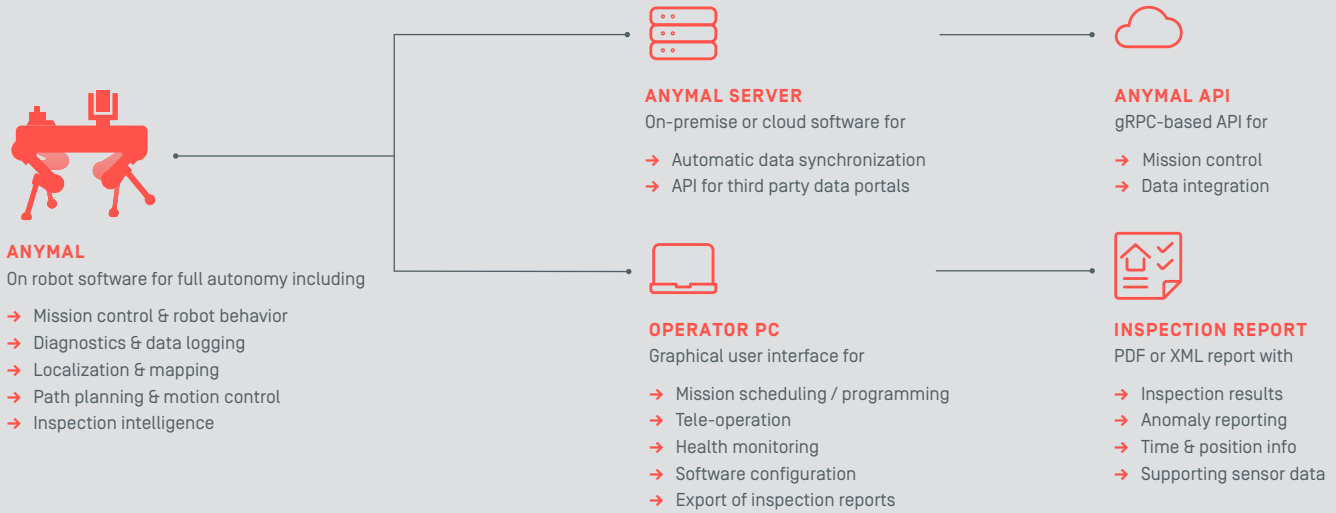 ANYMAL
On robot software for full autonomy including
→ Mission control & robot behavior
→ Diagnostics & data logging
→ Localization & mapping
→ Path planning & motion control
→ Inspection intelligence
ANYMAL SERVER
On-premise or cloud software for
→ Automatic data synchronization
→ API for third party data portals
ANYMAL API
gRPC-based API for
→ Mission control
→ Data integration
OPERATOR PC
Graphical user interface for
→ Mission scheduling / programming
→ Tele-operation
→ Health monitoring
→ Software configuration
→ Export of inspection reports
INSPECTION REPORT
PDF or XML report with
→ Inspection results
→ Anomaly reporting
→ Time & position info
→ Supporting sensor data